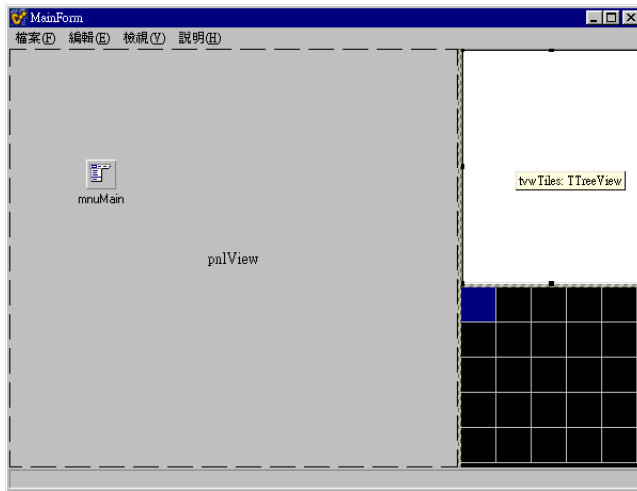 MainForm
檔案(F) 編輯(E) 檢視(V) 說明(H)
mnuMain
tvwTiles: TTreeView
pnlView